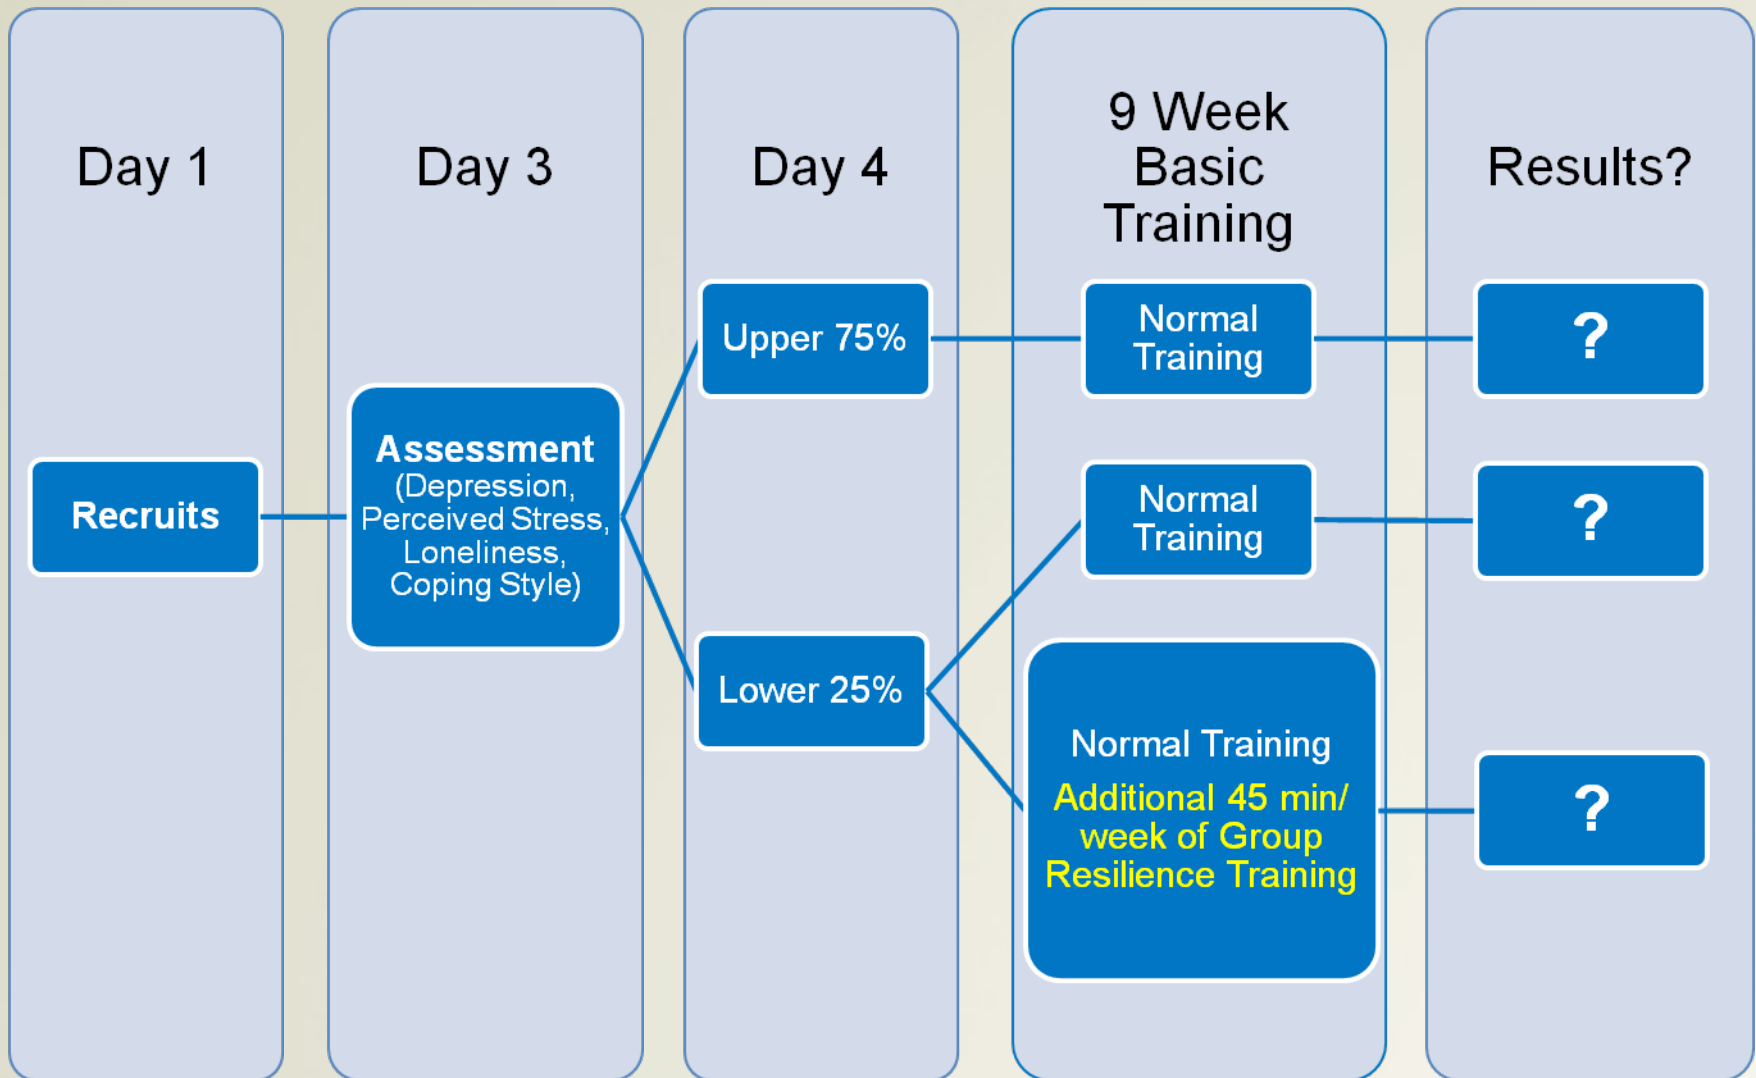 Day 1
Day 3
Day 4
9 Week
Basic
Training
Results?
Recruits
Assessment
(Depression,
Perceived Stress,
Loneliness,
Coping Style)
Upper 75%
Lower 25%
Normal
Training
Normal
Training
Normal Training
Additional 45 min/
week of Group
Resilience Training
?
?
?